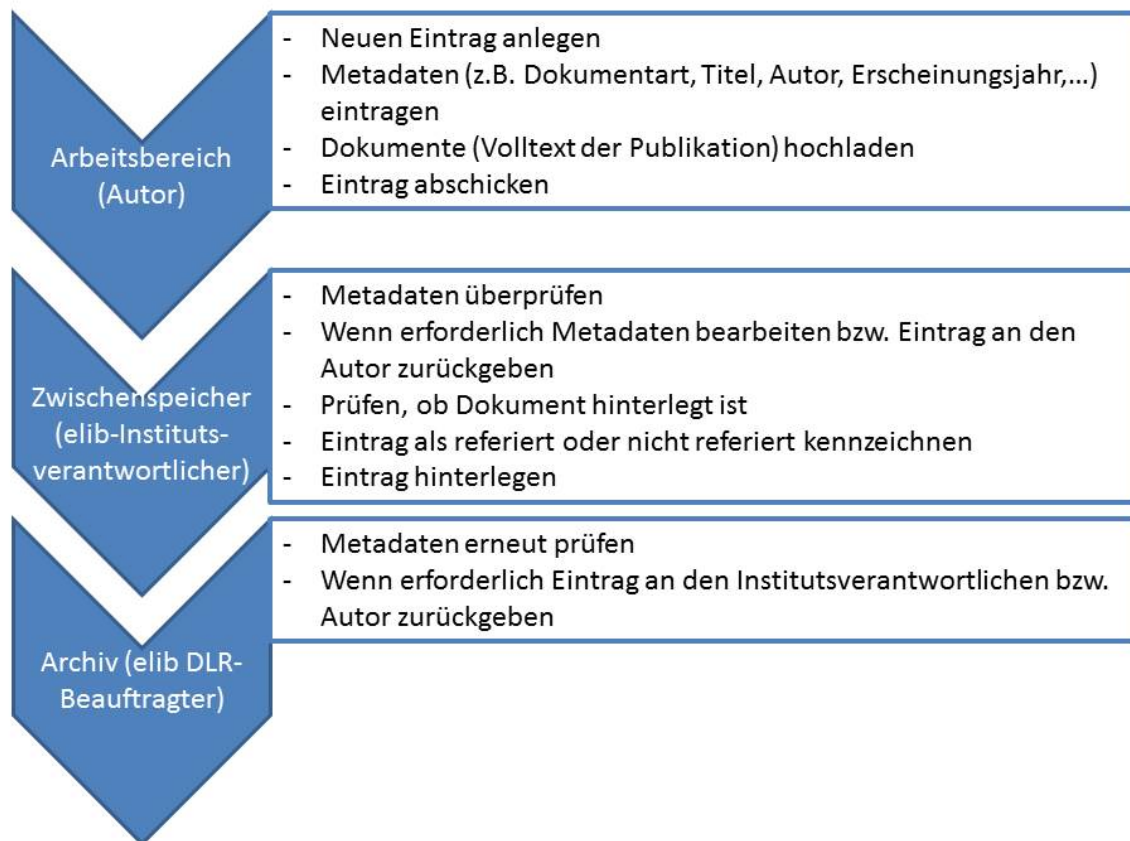 Arbeitsbereich
(Autor)
- Neuen Eintrag anlegen
- Metadaten (z.B. Dokumentart, Titel, Autor, Erscheinungsjahr,...)
eintragen
- Dokumente (Volltext der Publikation) hochladen
- Eintrag abschicken
Zwischenspeicher
(elib-Instituts-
verantwortlicher)
- Metadaten überprüfen
- Wenn erforderlich Metadaten bearbeiten bzw. Eintrag an den
Autor zurückgeben
- Prüfen, ob Dokument hinterlegt ist
- Eintrag als referiert oder nicht referiert kennzeichnen
- Eintrag hinterlegen
Archiv (elib DLR-
Beauftragter)
- Metadaten erneut prüfen
- Wenn erforderlich Eintrag an den Institutsverantwortlichen bzw.
Autor zurückgeben